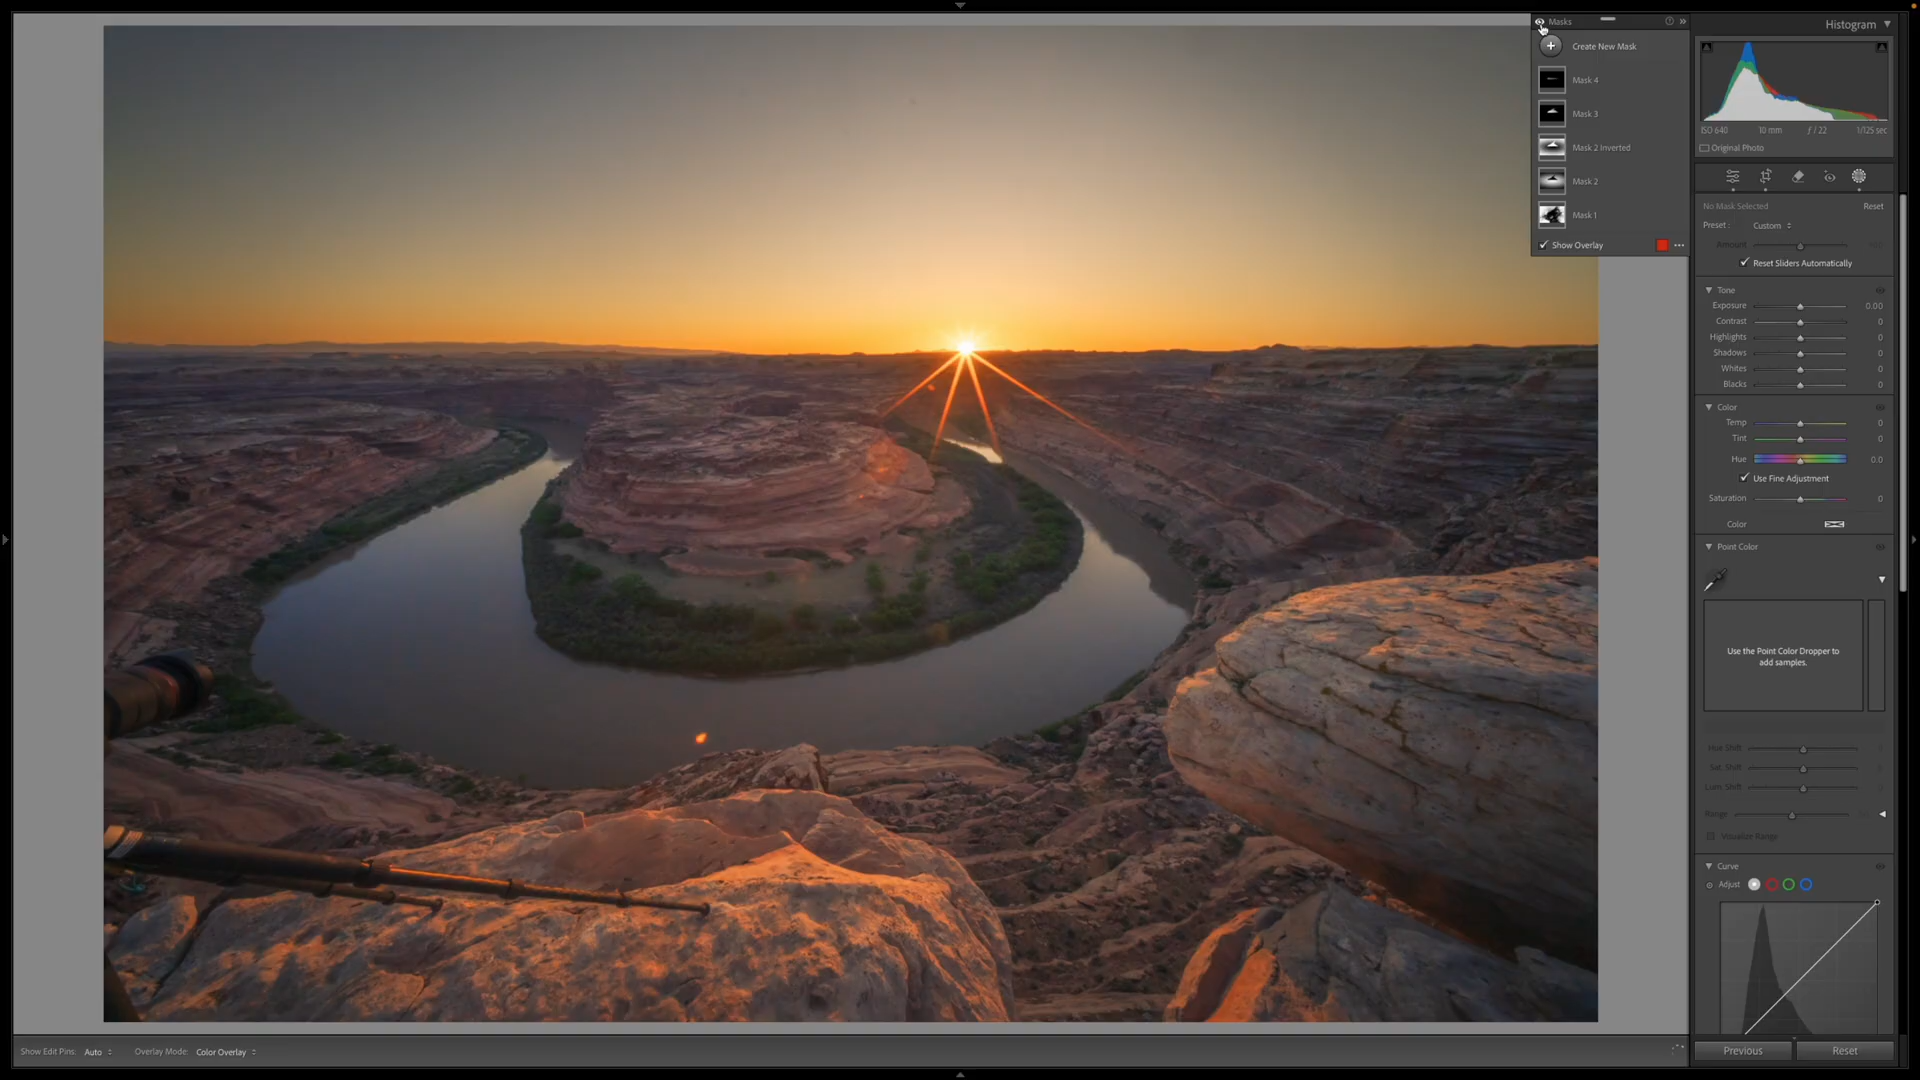 Masks
Create New Mask
Mask 4
Mask 3
Mask 2 Inverted
Mask 2
Mask 1
Show Overlay
Histogram
ISO 640 10 mm ƒ / 22 1/125 sec
Original Photo
No Mask Selected Reset
Preset : Custom
Amount
Reset Sliders Automatically
Tone
Exposure 0.00
Contrast 0
Highlights 0
Shadows 0
Whites 0
Blacks 0
Color
Temp 0
Tint 0
Hue 0.0
Use Fine Adjustment
Saturation 0
Color
Point Color
Use the Point Color Dropper to
add samples.
Hue Shift
Sat. Shift
Lum. Shift
Range
Visualize Range
Curve
Adjust
Previous Reset
Show Edit Pins: Auto Overlay Mode: Color Overlay